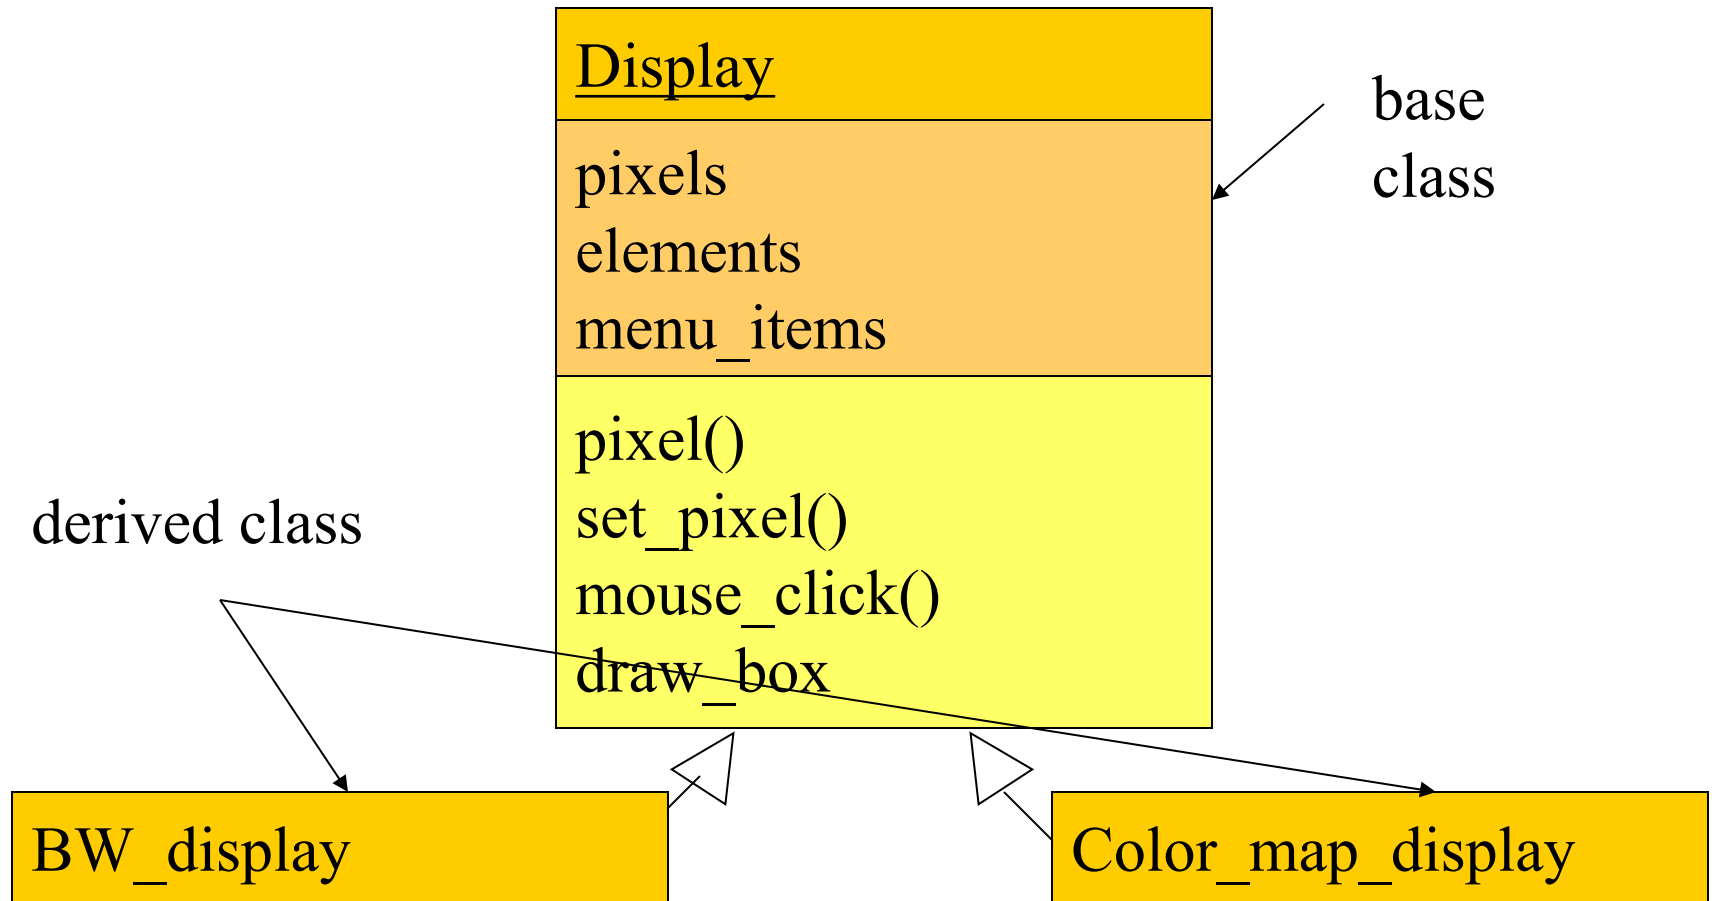 Display
base
class
pixels
elements
menu_items
pixel()
set_pixel()
mouse_click()
draw_box
derived class
BW_display
Color_map_display